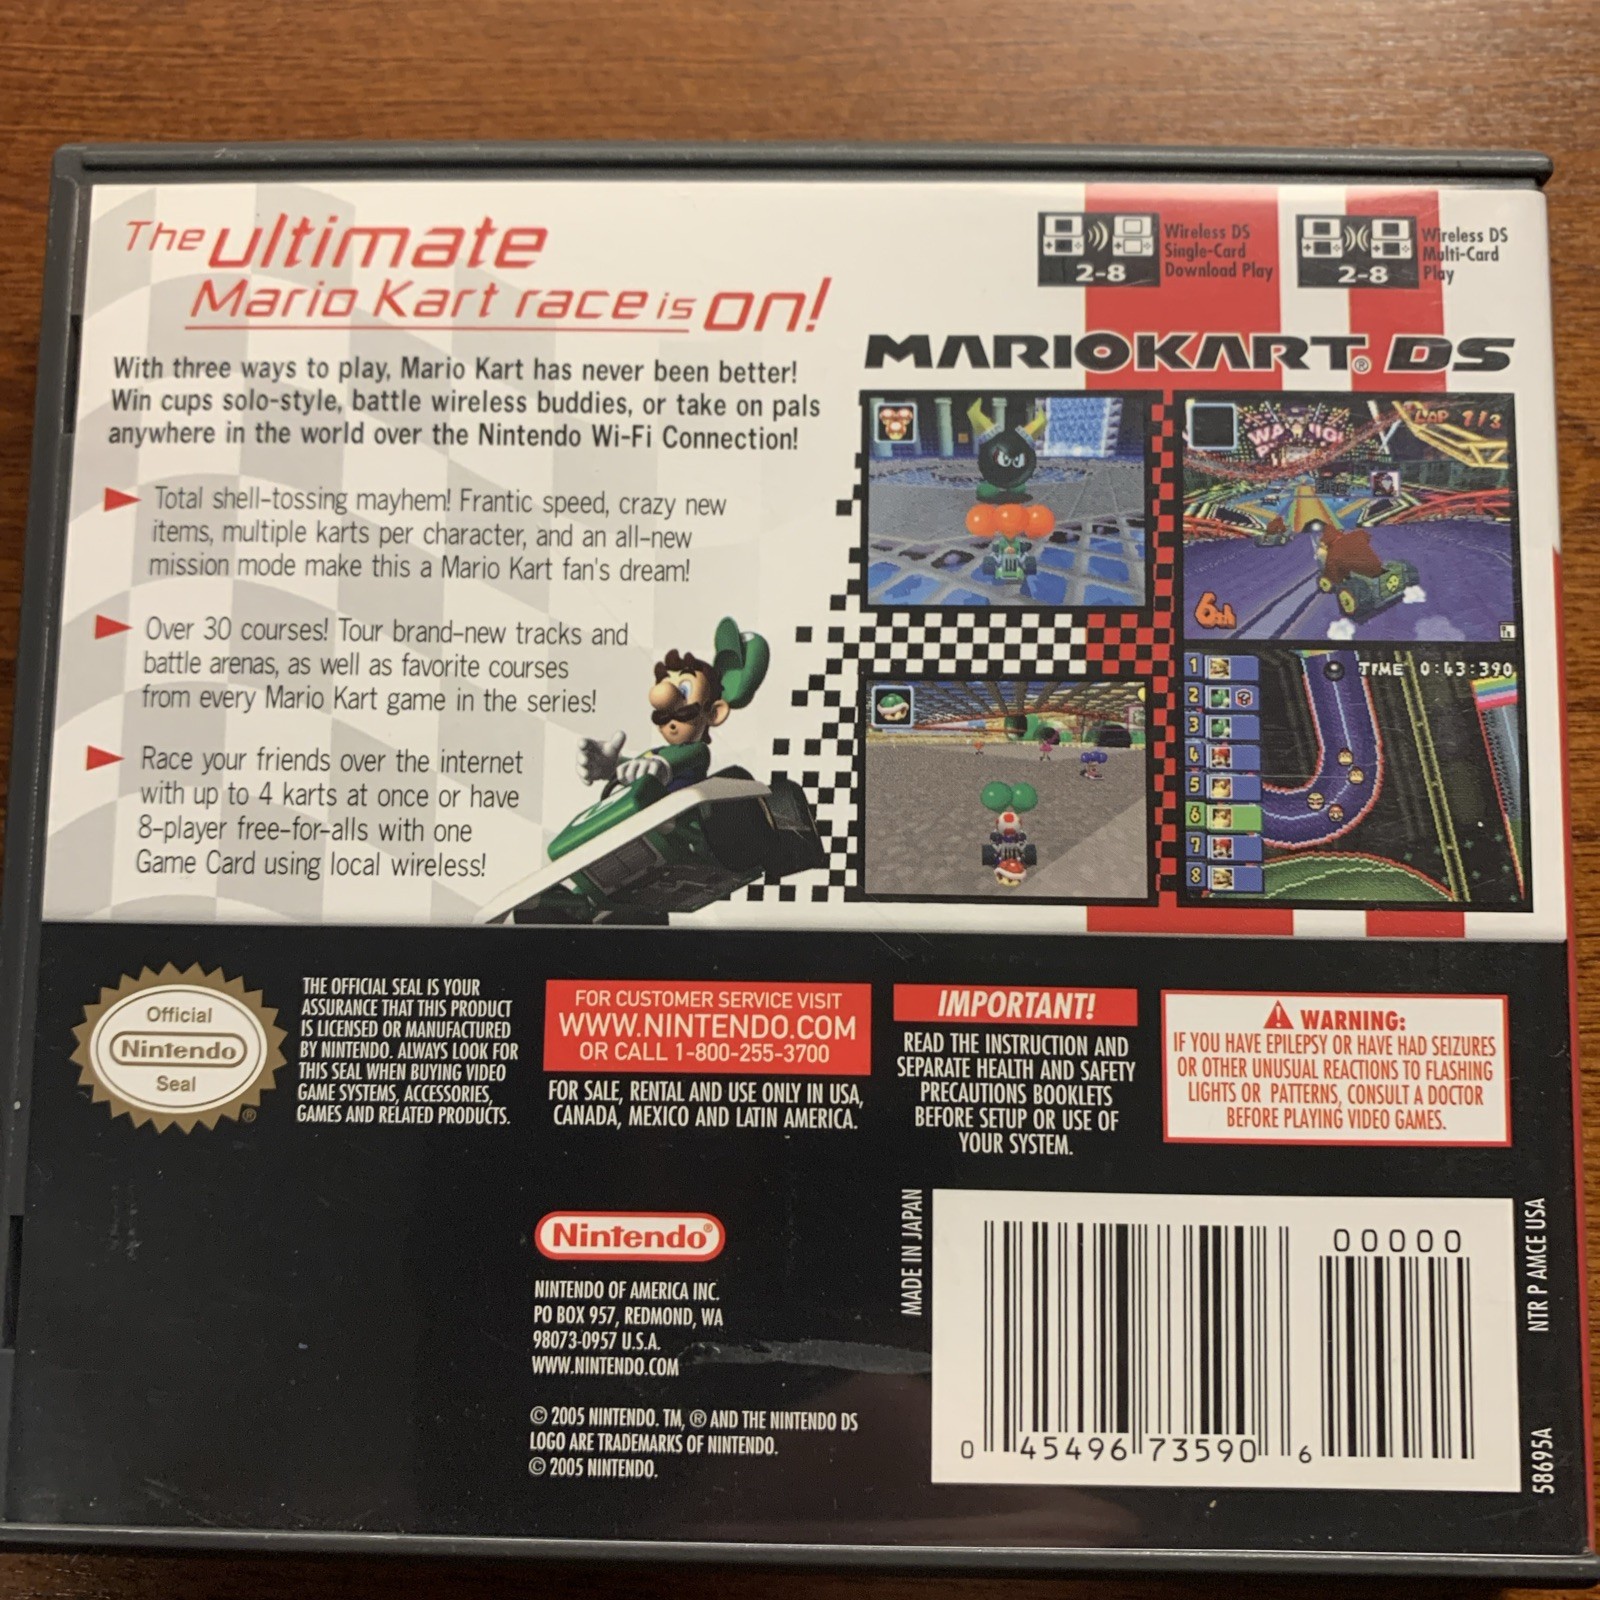 The ultimate
Mario Kart race is on!
With three ways to play, Mario Kart has never been better!
Win cups solo-style, battle wireless buddies, or take on pals
anywhere in the world over the Nintendo Wi-Fi Connection!
Total shell-tossing mayhem! Frantic speed, crazy new
items, multiple karts per character, and an all-new
mission mode make this a Mario Kart fan's dream!
Over 30 courses! Tour brand-new tracks and
battle arenas, as well as favorite courses
from every Mario Kart game in the series!
Race your friends over the internet
with up to 4 karts at once or have
8-player free-for-alls with one
Game Card using local wireless!
2-8
Wireless DS
Single-Card
Download Play
2-8
Wireless DS
Multi-Card
Play
MARIOKART® DS
LAP 1/3
6th
TIME 0:43:390
1
2
3
4
5
6
7
8
Official
Nintendo
Seal
®
THE OFFICIAL SEAL IS YOUR
ASSURANCE THAT THIS PRODUCT
IS LICENSED OR MANUFACTURED
BY NINTENDO. ALWAYS LOOK FOR
THIS SEAL WHEN BUYING VIDEO
GAME SYSTEMS, ACCESSORIES,
GAMES AND RELATED PRODUCTS.
FOR CUSTOMER SERVICE VISIT
WWW.NINTENDO.COM
OR CALL 1-800-255-3700
FOR SALE, RENTAL AND USE ONLY IN USA,
CANADA, MEXICO AND LATIN AMERICA.
IMPORTANT!
READ THE INSTRUCTION AND
SEPARATE HEALTH AND SAFETY
PRECAUTIONS BOOKLETS
BEFORE SETUP OR USE OF
YOUR SYSTEM.
WARNING:
IF YOU HAVE EPILEPSY OR HAVE HAD SEIZURES
OR OTHER UNUSUAL REACTIONS TO FLASHING
LIGHTS OR PATTERNS, CONSULT A DOCTOR
BEFORE PLAYING VIDEO GAMES.
Nintendo®
NINTENDO OF AMERICA INC.
PO BOX 957, REDMOND, WA
98073-0957 U.S.A.
WWW.NINTENDO.COM
© 2005 NINTENDO. TM, ® AND THE NINTENDO DS
LOGO ARE TRADEMARKS OF NINTENDO.
© 2005 NINTENDO.
MADE IN JAPAN
00000
0 45496 73590 6
NTR P AMCE USA
58695A